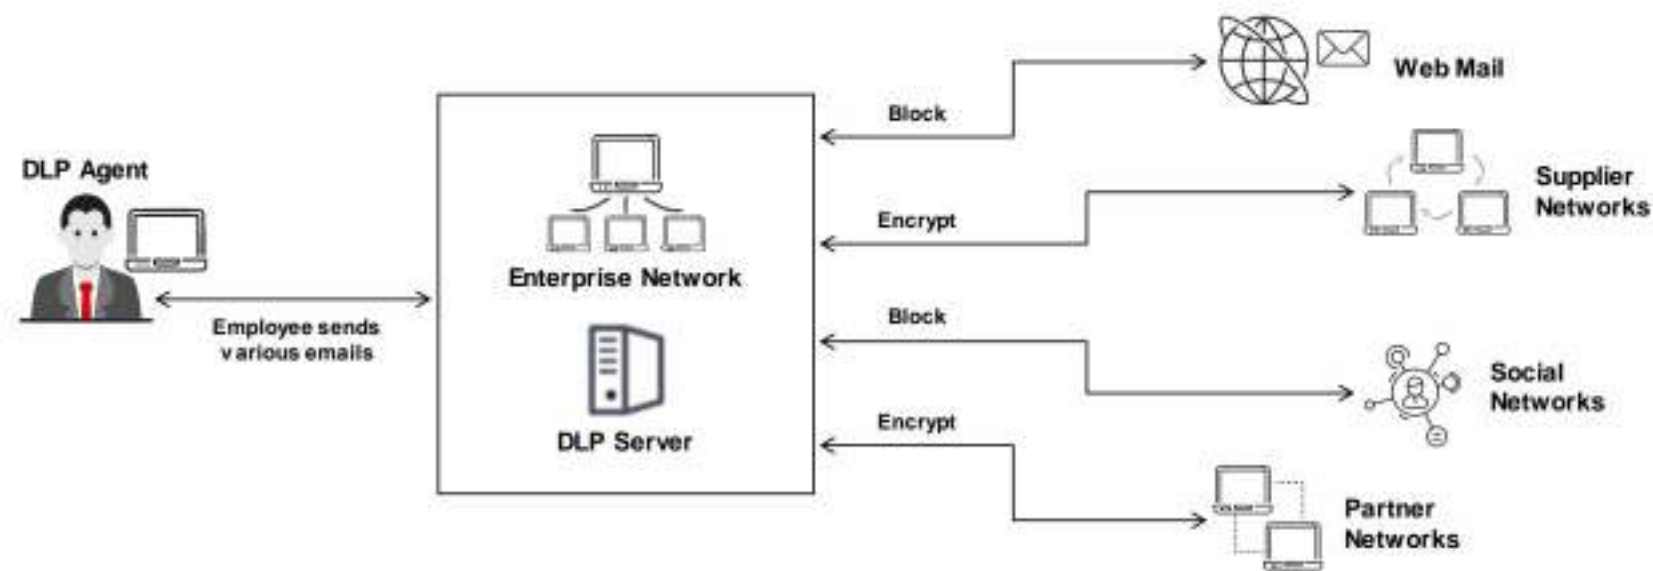 DLP Agent
Employee sends
various emails
Enterprise Network
DLP Server
Block
Web Mail
Encrypt
Supplier
Networks
Block
Social
Networks
Encrypt
Partner
Networks